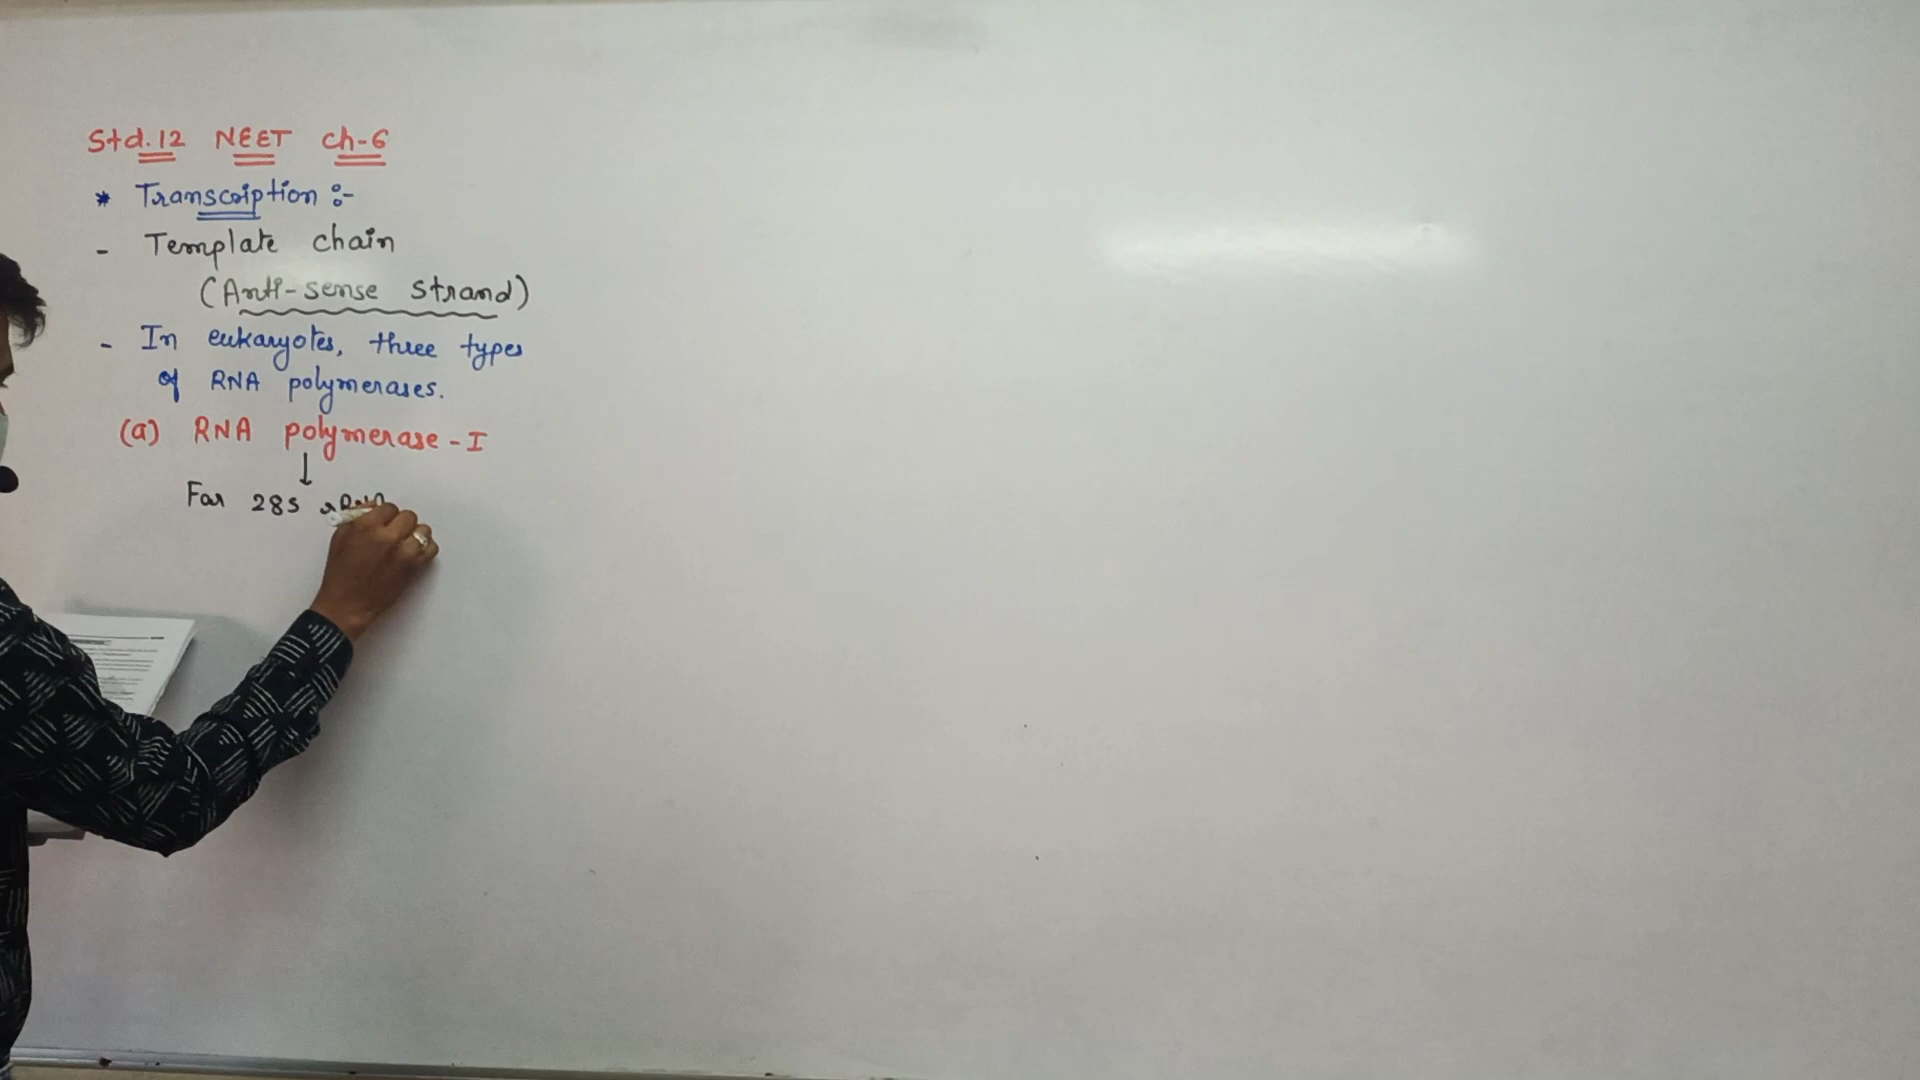 Std.12 NEET Ch-6
* Transcription :-
- Template chain
(Anti-sense strand)
- In eukaryotes, three types
of RNA polymerases.
(a) RNA polymerase-I
↓
For 28S rRNA